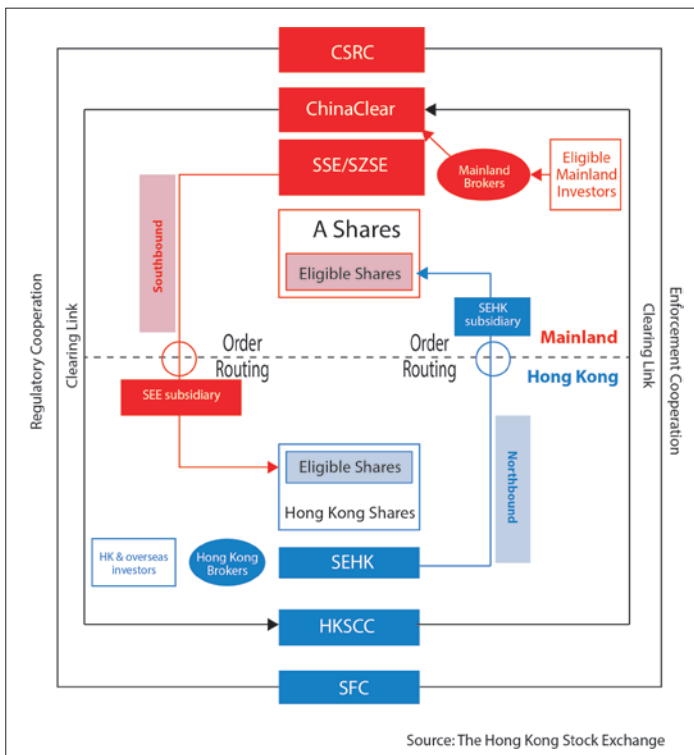 CSRC
ChinaClear
SSE/SZSE
Mainland
Brokers
Eligible
Mainland
Investors
A Shares
Eligible Shares
Southbound
SEHK
subsidiary
Regulatory Cooperation
Clearing Link
Order
Routing
Order
Routing
Mainland
Hong Kong
Clearing Link
Enforcement Cooperation
SEE subsidiary
Eligible Shares
Hong Kong Shares
Northbound
HK & overseas
investors
Hong Kong
Brokers
SEHK
HKSCC
SFC
Source: The Hong Kong Stock Exchange